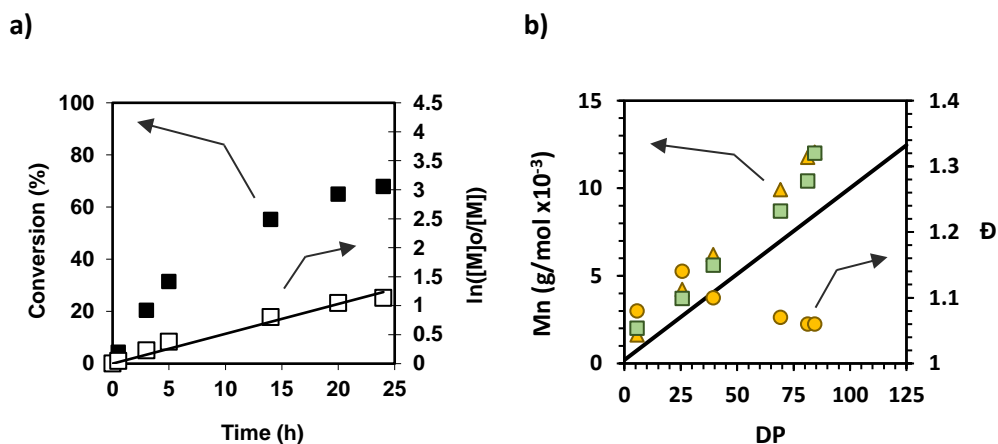 a)
100
80
60
40
20
0
Conversion (%)
4.5
4
3.5
3
2.5
2
1.5
1
0.5
0
ln([M]o/[M])
0 5 10 15 20 25
Time (h)
b)
15
10
5
0
Mn (g/mol x10⁻³)
1.4
1.3
1.2
1.1
1
Đ
0 25 50 75 100 125
DP